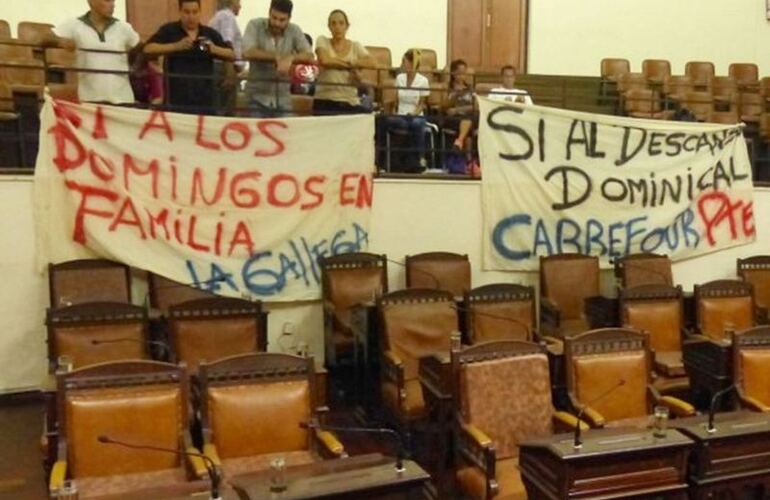 SI A LOS
DOMINGOS EN
FAMILIA
LA GALLEGA
SI AL DESCANSO
DOMINICAL
CARREFOUR PTE